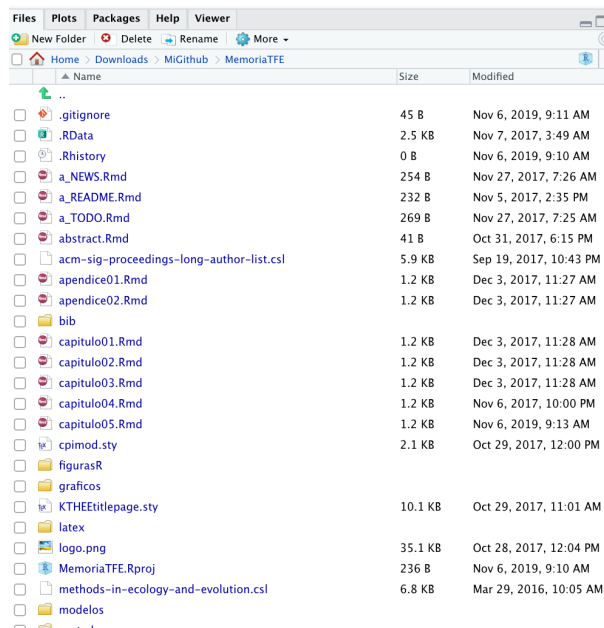 Files Plots Packages Help Viewer
New Folder Delete Rename More
Home > Downloads > MiGithub > MemoriaTFE
Name Size Modified
..
.gitignore 45 B Nov 6, 2019, 9:11 AM
.RData 2.5 KB Nov 7, 2017, 3:49 AM
.Rhistory 0 B Nov 6, 2019, 9:10 AM
a_NEWS.Rmd 254 B Nov 27, 2017, 7:26 AM
a_README.Rmd 232 B Nov 5, 2017, 2:35 PM
a_TODO.Rmd 269 B Nov 27, 2017, 7:25 AM
abstract.Rmd 41 B Oct 31, 2017, 6:15 PM
acm-sig-proceedings-long-author-list.csl 5.9 KB Sep 19, 2017, 10:43 PM
apendice01.Rmd 1.2 KB Dec 3, 2017, 11:27 AM
apendice02.Rmd 1.2 KB Dec 3, 2017, 11:27 AM
bib
capitulo01.Rmd 1.2 KB Dec 3, 2017, 11:28 AM
capitulo02.Rmd 1.2 KB Dec 3, 2017, 11:28 AM
capitulo03.Rmd 1.2 KB Dec 3, 2017, 11:28 AM
capitulo04.Rmd 1.2 KB Nov 6, 2017, 10:00 PM
capitulo05.Rmd 1.2 KB Nov 6, 2019, 9:13 AM
cpimod.sty 2.1 KB Oct 29, 2017, 12:00 PM
figurasR
graficos
KTHEEtitlepage.sty 10.1 KB Oct 29, 2017, 11:01 AM
latex
logo.png 35.1 KB Oct 28, 2017, 12:04 PM
MemoriaTFE.Rproj 236 B Nov 6, 2019, 9:10 AM
methods-in-ecology-and-evolution.csl 6.8 KB Mar 29, 2016, 10:05 AM
modelos